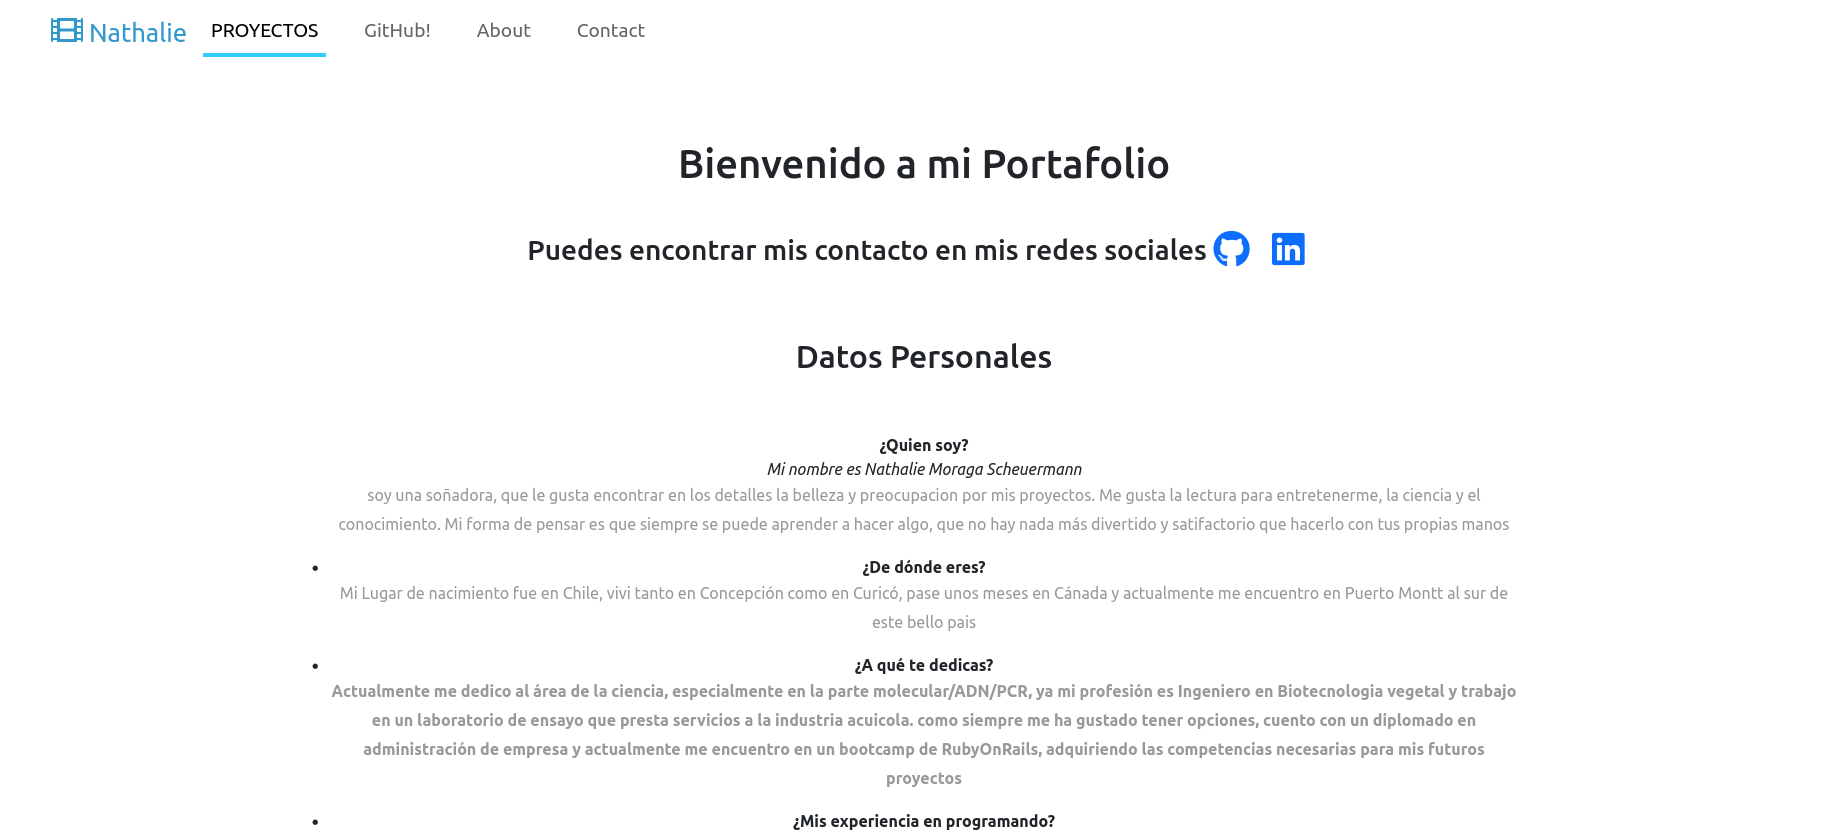 Nathalie PROYECTOS GitHub! About Contact
Bienvenido a mi Portafolio
Puedes encontrar mis contacto en mis redes sociales
Datos Personales
¿Quien soy?
Mi nombre es Nathalie Moraga Scheuermann
soy una soñadora, que le gusta encontrar en los detalles la belleza y preocupacion por mis proyectos. Me gusta la lectura para entretenerme, la ciencia y el
conocimiento. Mi forma de pensar es que siempre se puede aprender a hacer algo, que no hay nada más divertido y satifactorio que hacerlo con tus propias manos
• ¿De dónde eres?
Mi Lugar de nacimiento fue en Chile, vivi tanto en Concepción como en Curicó, pase unos meses en Cánada y actualmente me encuentro en Puerto Montt al sur de
este bello pais
• ¿A qué te dedicas?
Actualmente me dedico al área de la ciencia, especialmente en la parte molecular/ADN/PCR, ya mi profesión es Ingeniero en Biotecnologia vegetal y trabajo
en un laboratorio de ensayo que presta servicios a la industria acuicola. como siempre me ha gustado tener opciones, cuento con un diplomado en
administración de empresa y actualmente me encuentro en un bootcamp de RubyOnRails, adquiriendo las competencias necesarias para mis futuros
proyectos
• ¿Mis experiencia en programando?